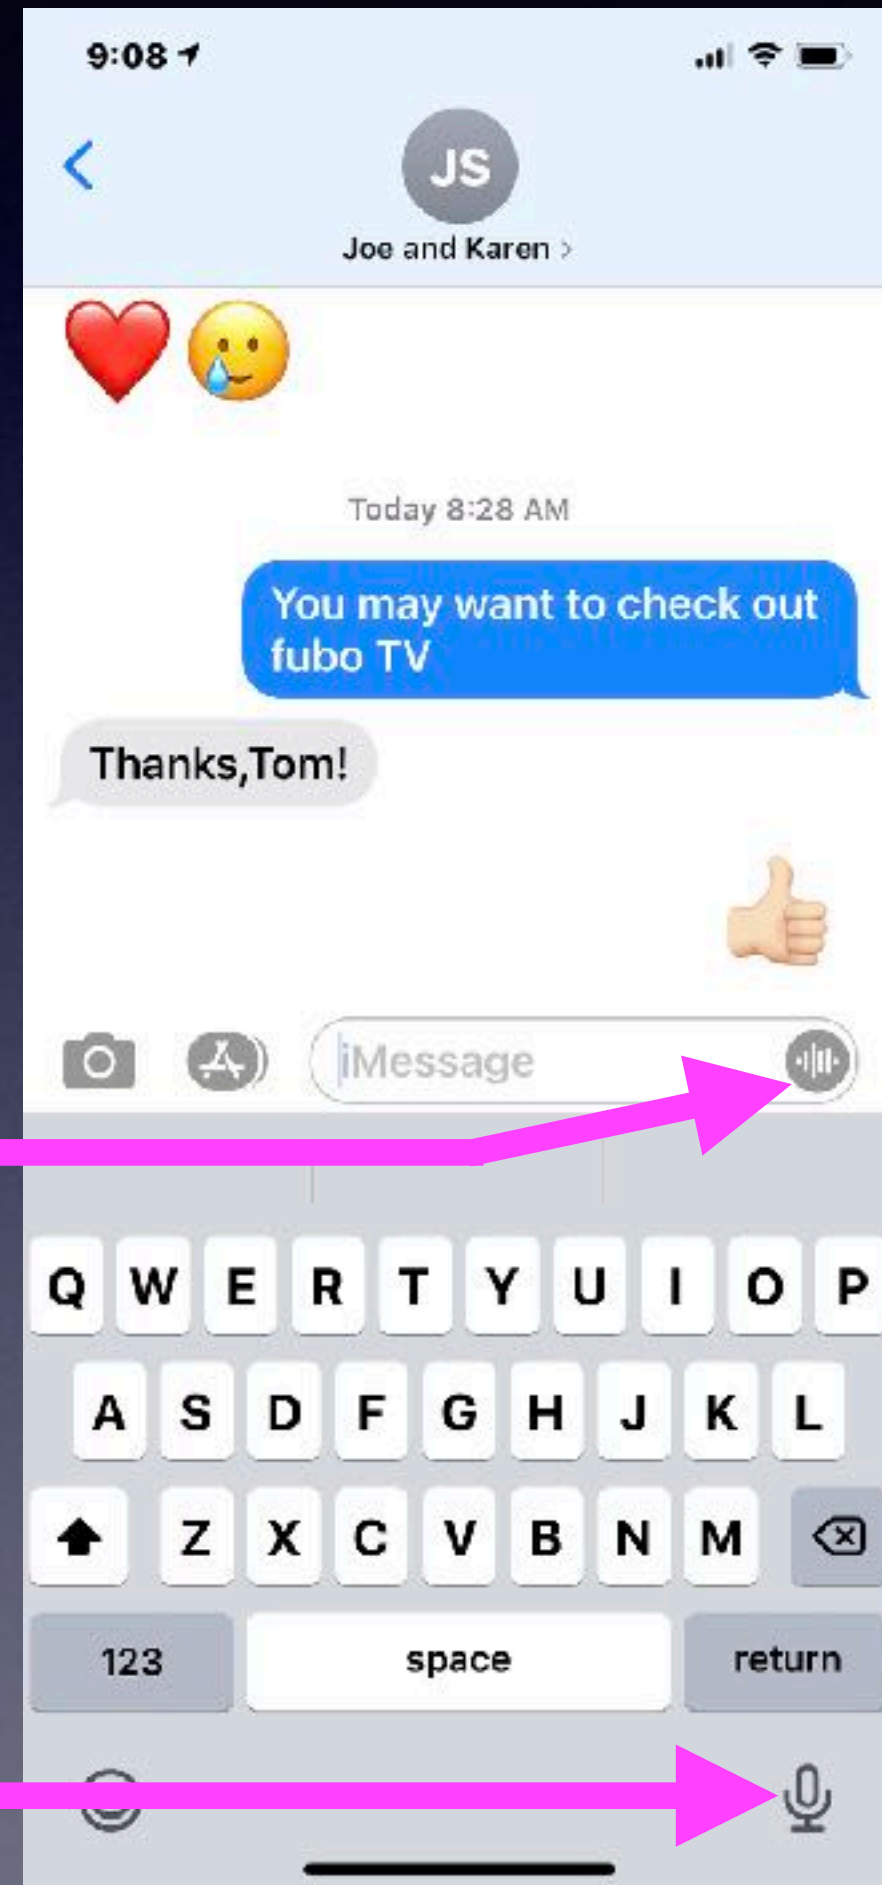 9:08
JS
Joe and Karen >
Today 8:28 AM
You may want to check out
fubo TV
Thanks,Tom!
iMessage
Q W E R T Y U I O P
A S D F G H J K L
Z X C V B N M
123 space return